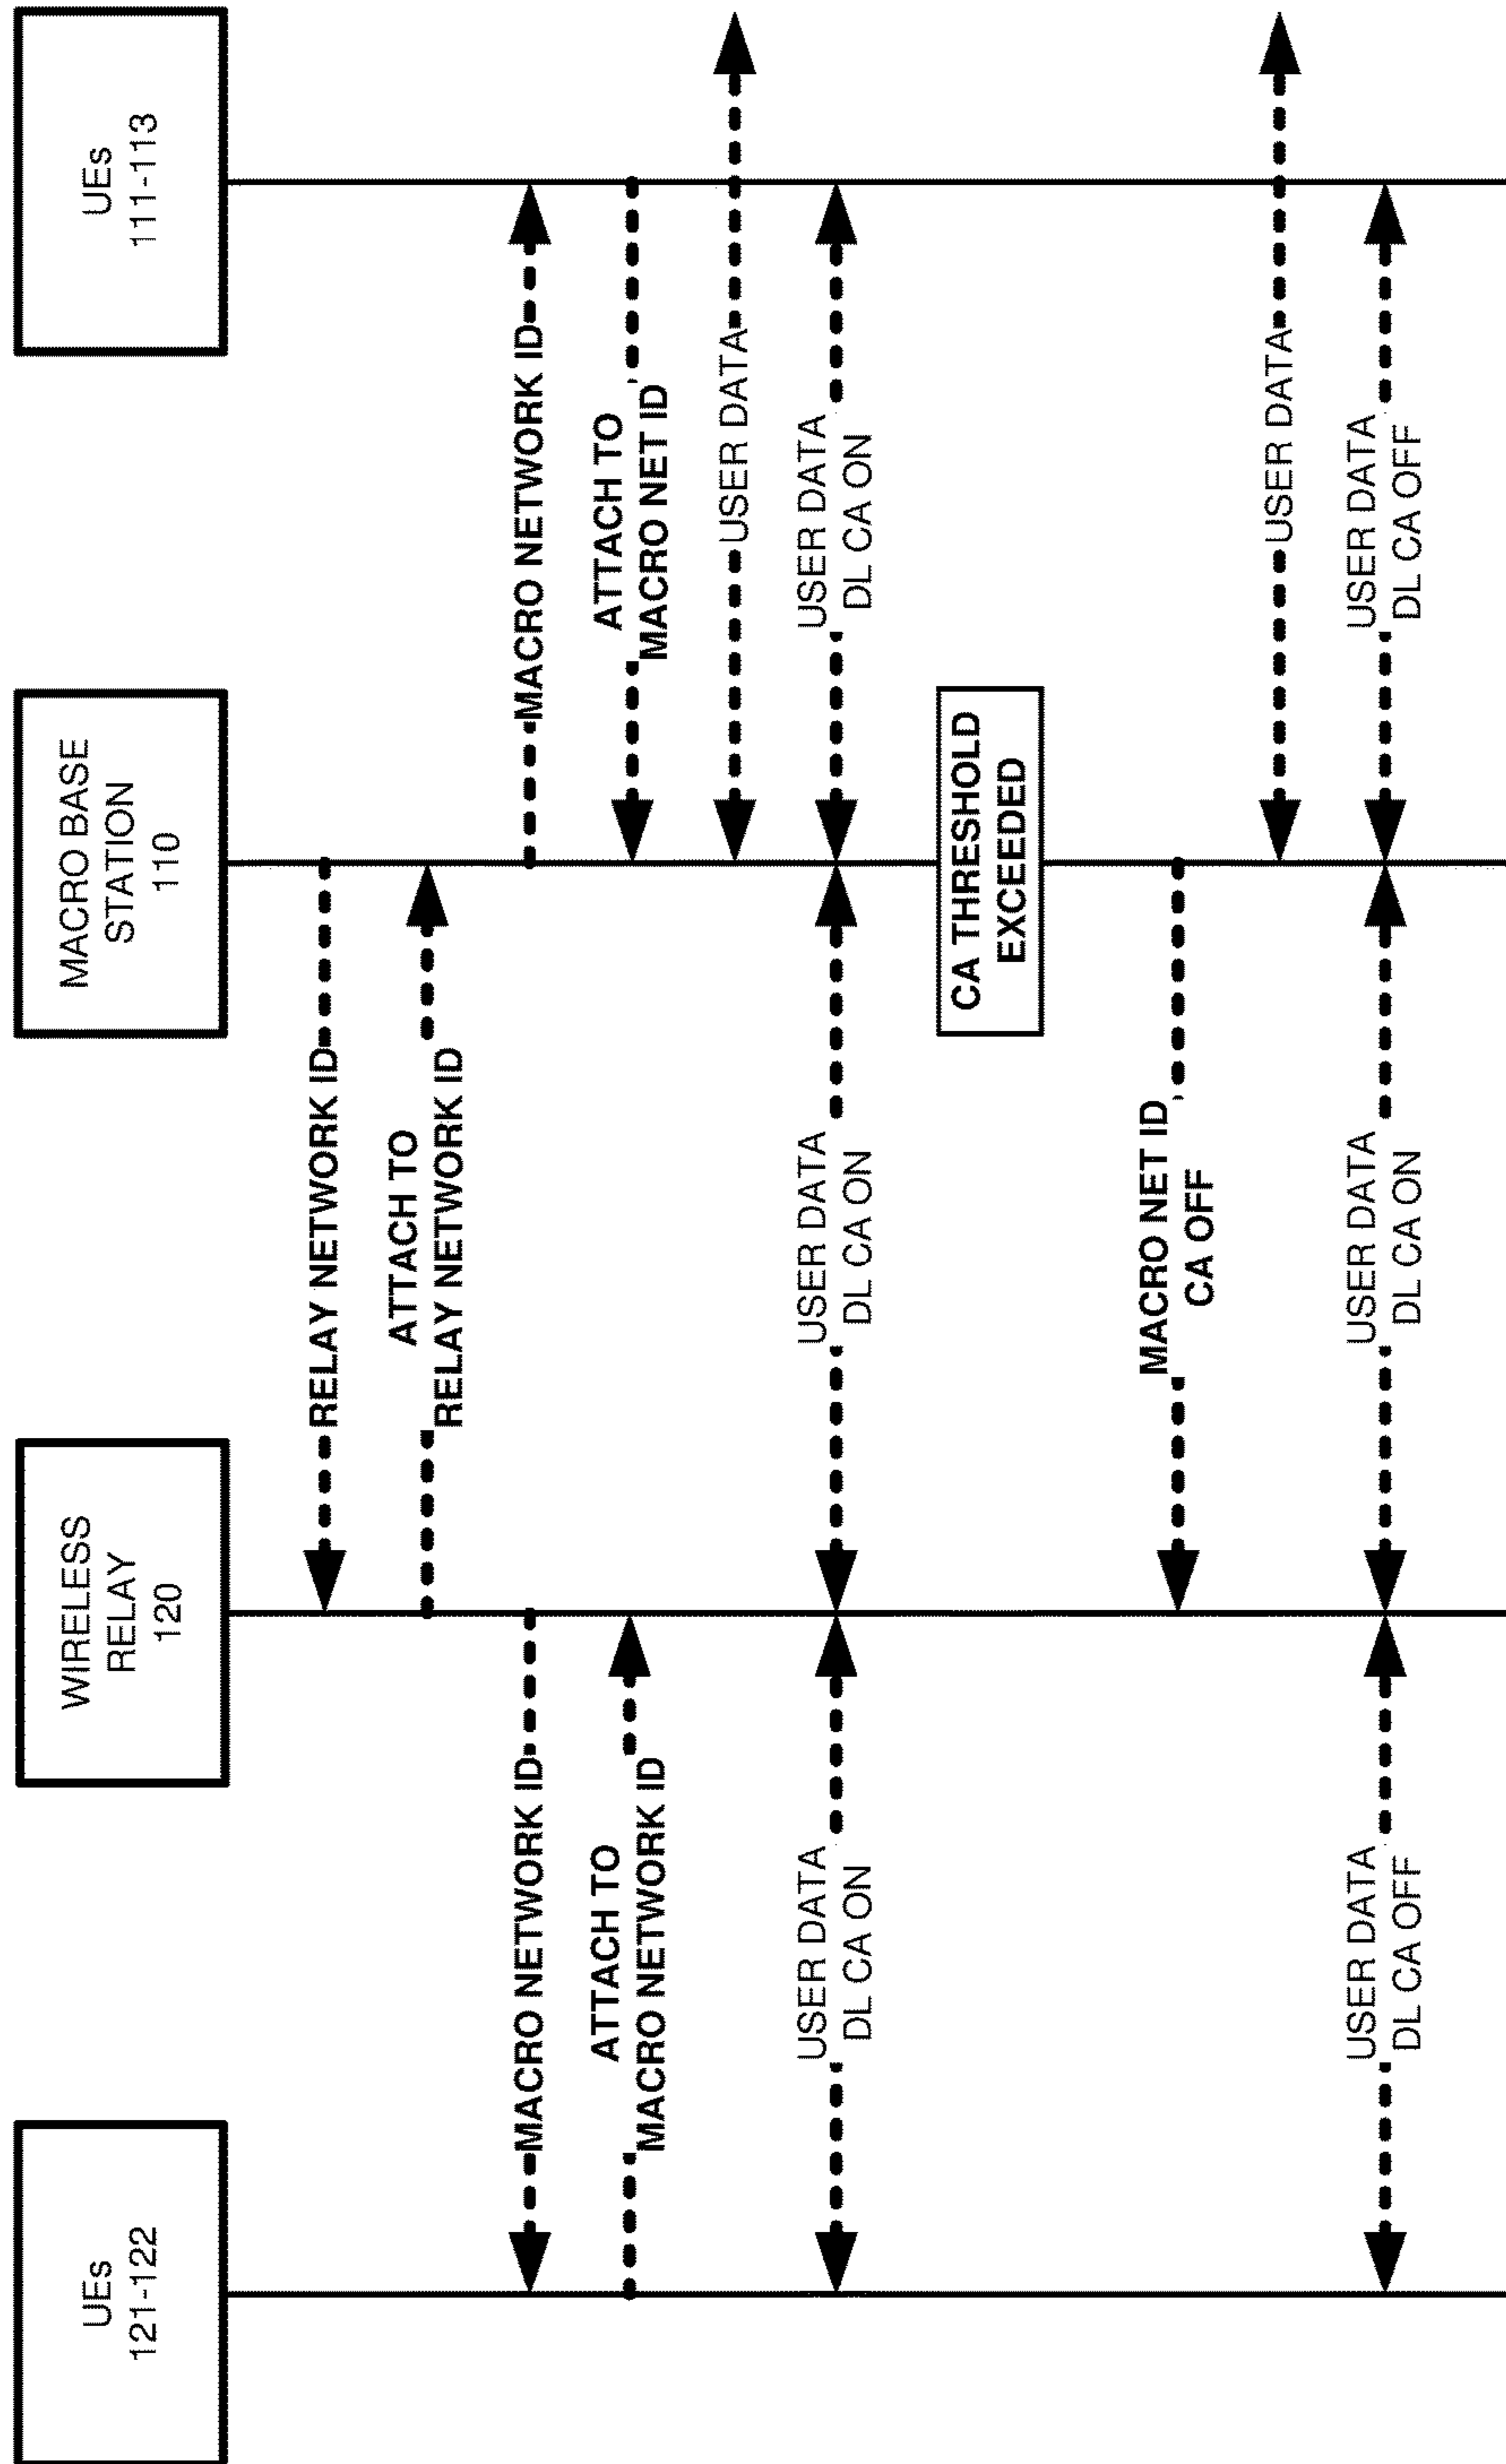 UEs
121-122
WIRELESS
RELAY
120
MACRO BASE
STATION
110
UEs
111-113
RELAY NETWORK ID
ATTACH TO
RELAY NETWORK ID
MACRO NETWORK ID
MACRO NETWORK ID
ATTACH TO
MACRO NETWORK ID
ATTACH TO
MACRO NET ID
USER DATA
USER DATA
DL CA ON
USER DATA
DL CA ON
USER DATA
DL CA ON
CA THRESHOLD
EXCEEDED
MACRO NET ID
CA OFF
USER DATA
USER DATA
DL CA OFF
USER DATA
DL CA ON
USER DATA
DL CA OFF